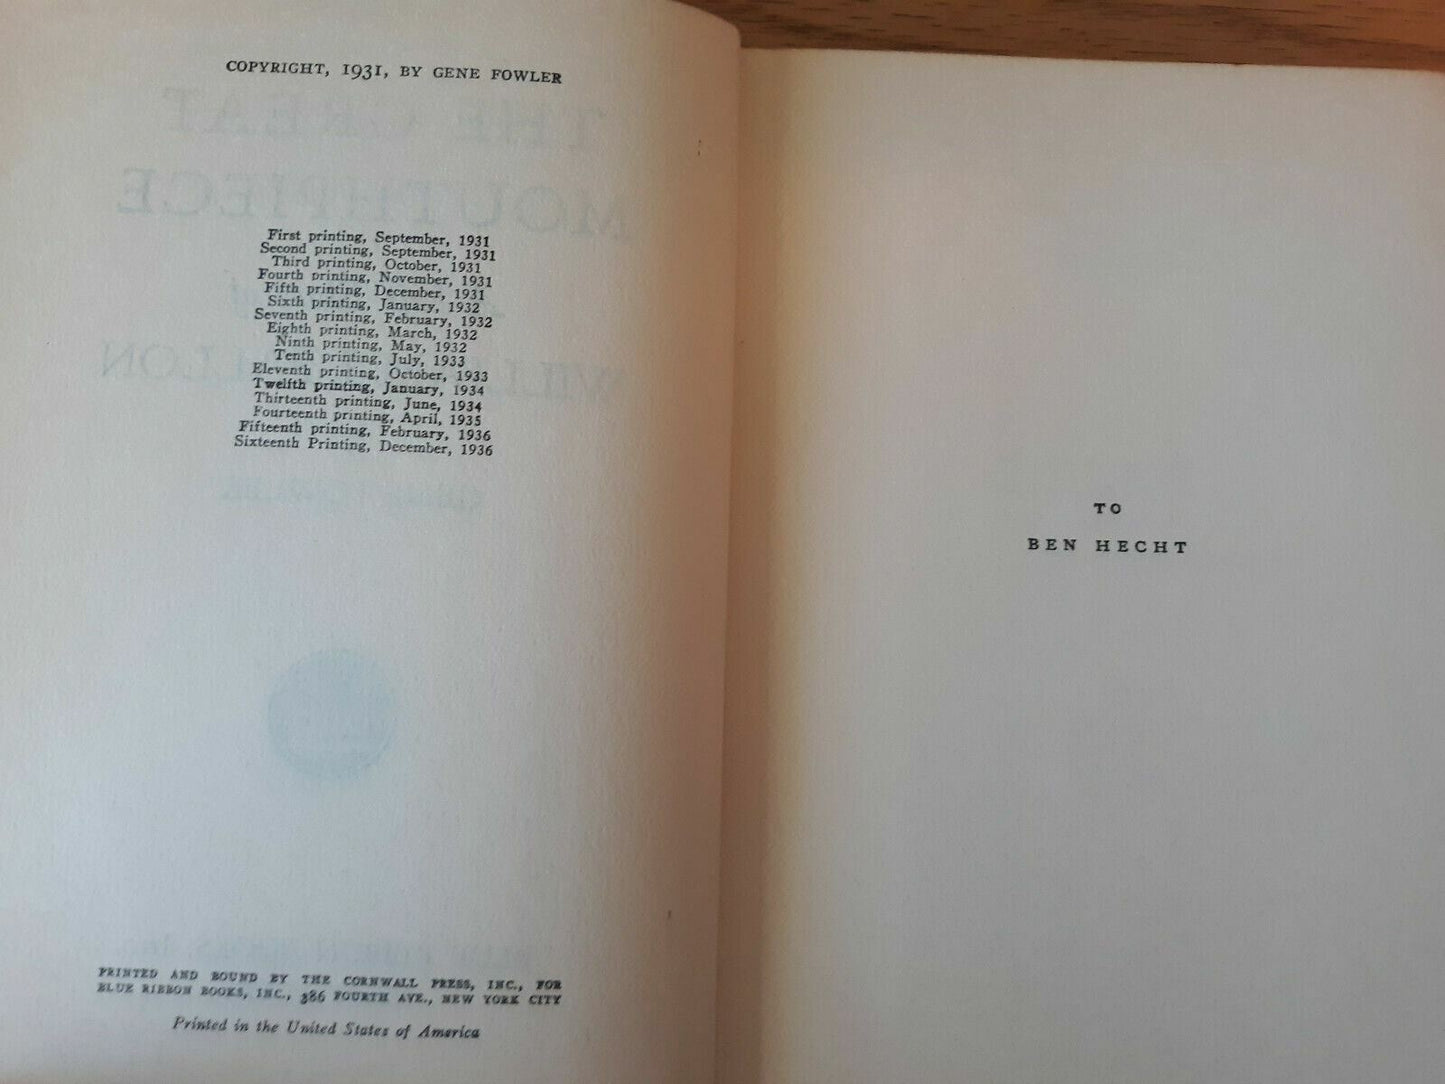 COPYRIGHT, 1931, BY GENE FOWLER
THE GREAT
MOUTHPIECE
First printing, September, 1931
Second printing, September, 1931
Third printing, October, 1931
Fourth printing, November, 1931
Fifth printing, December, 1931
Sixth printing, January, 1932
Seventh printing, February, 1932
Eighth printing, March, 1932
Ninth printing, May, 1932
Tenth printing, July, 1933
Eleventh printing, October, 1933
Twelfth printing, January, 1934
Thirteenth printing, June, 1934
Fourteenth printing, April, 1935
Fifteenth printing, February, 1936
Sixteenth Printing, December, 1936
PRINTED AND BOUND BY THE CORNWALL PRESS, INC., FOR
BLUE RIBBON BOOKS, INC., 386 FOURTH AVE., NEW YORK CITY
Printed in the United States of America
TO
BEN HECHT